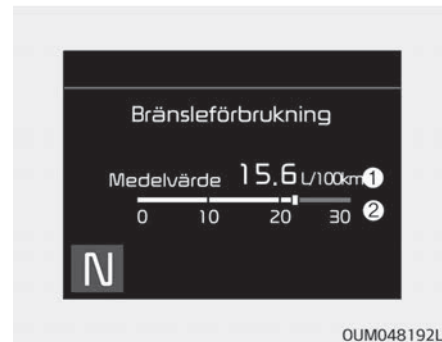 Bränsleförbrukning
Medelvärde 15.6 L/100km ①
0 10 20 30 ②
N
OUM048192L